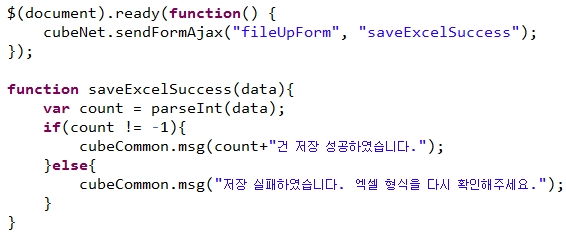 $(document).ready(function() {
    cubeNet.sendFormAjax("fileUpForm", "saveExcelSuccess");
});

function saveExcelSuccess(data){
    var count = parseInt(data);
    if(count != -1){
        cubeCommon.msg(count+"건 저장 성공하였습니다.");
    }else{
        cubeCommon.msg("저장 실패하였습니다. 엑셀 형식을 다시 확인해주세요.");
    }
}